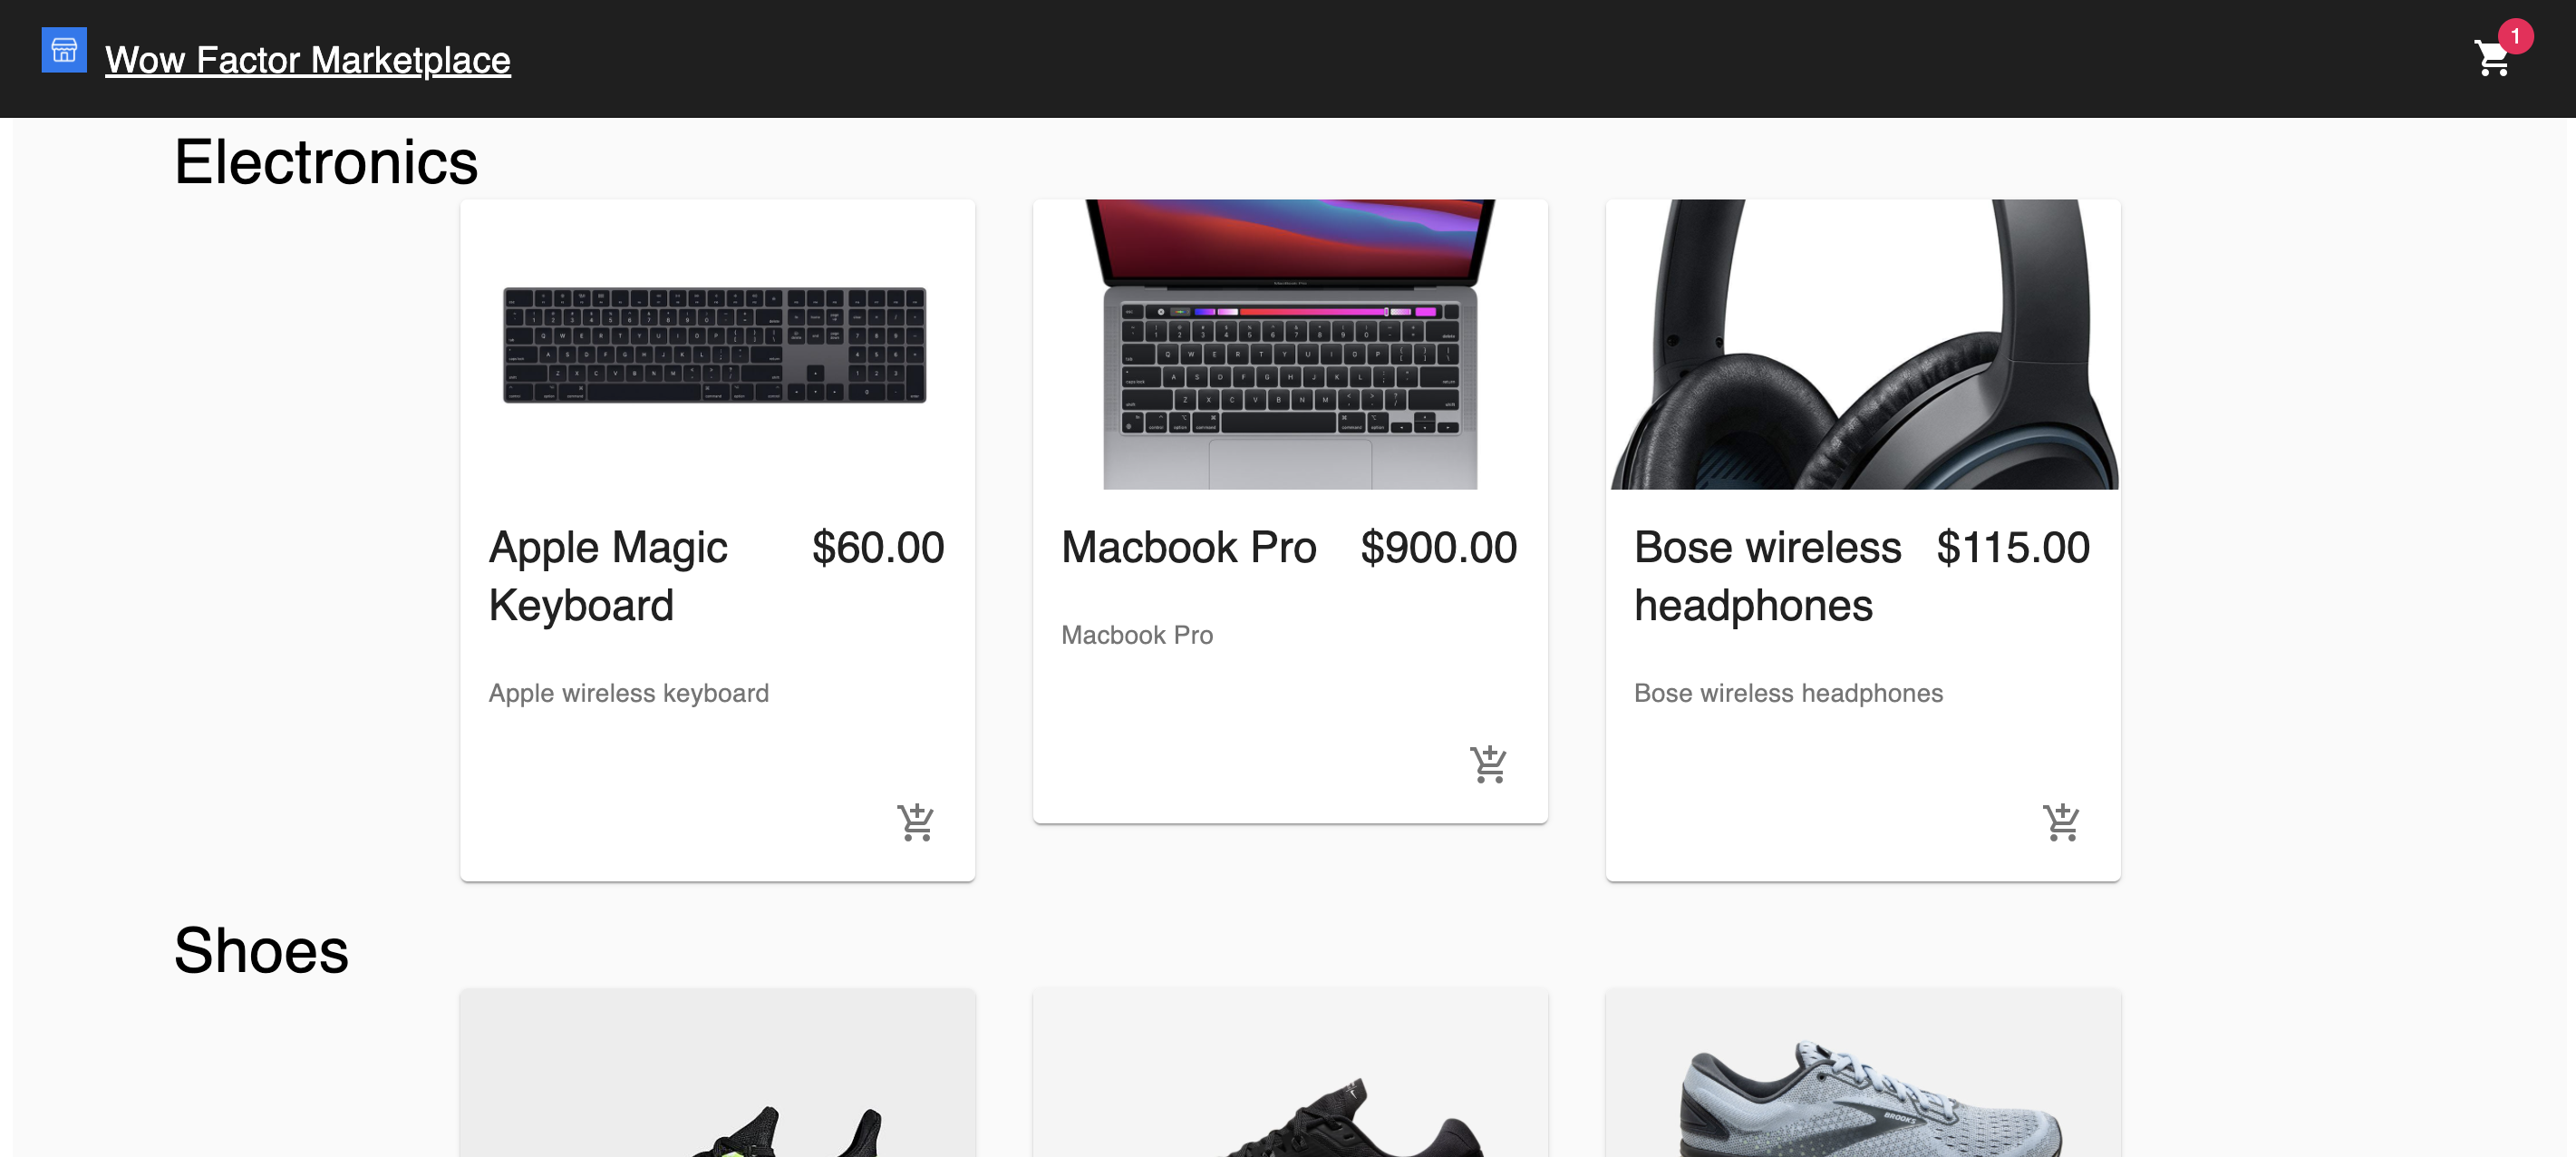 Wow Factor Marketplace
1
Electronics
Apple Magic Keyboard
$60.00
Apple wireless keyboard
Macbook Pro
$900.00
Macbook Pro
Bose wireless headphones
$115.00
Bose wireless headphones
Shoes
BROOKS